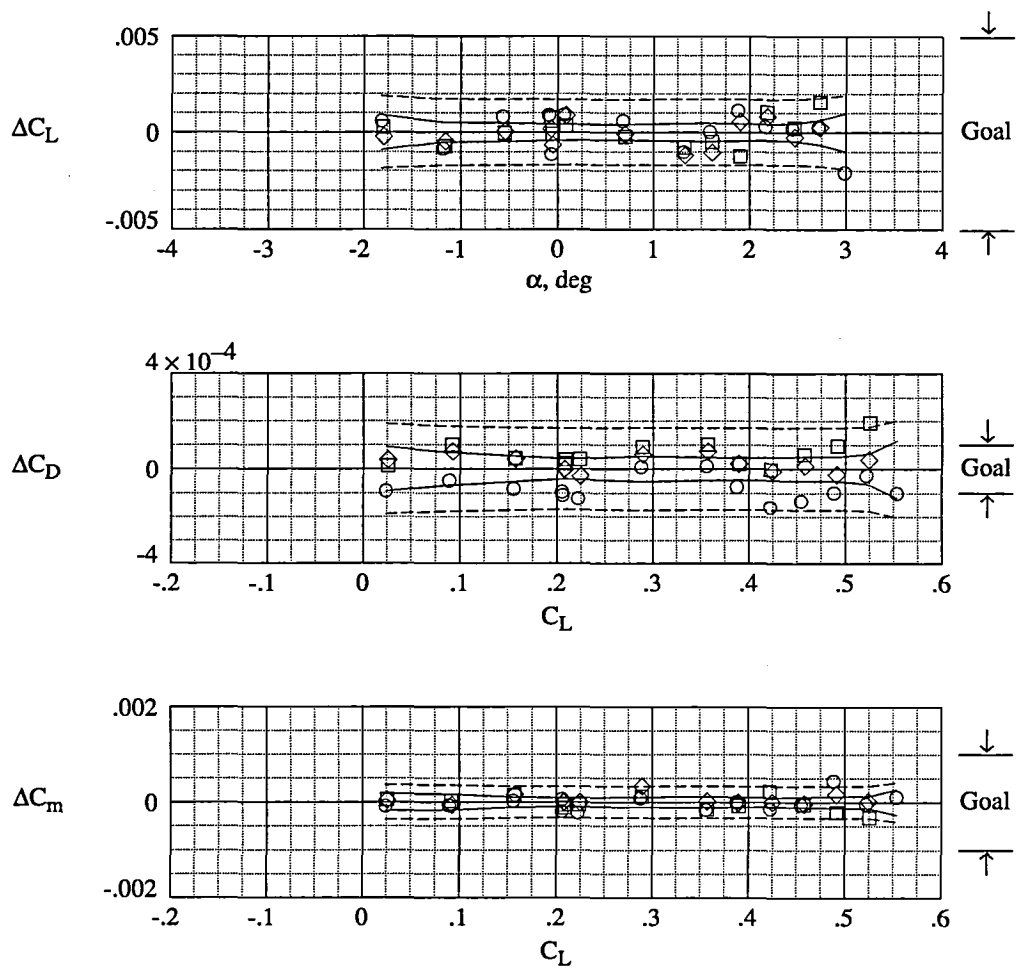 .005
ΔC_L
0
Goal
-.005
-4 -3 -2 -1 0 1 2 3 4
α, deg
4 × 10⁻⁴
ΔC_D
0
Goal
-4
-.2 -.1 0 .1 .2 .3 .4 .5 .6
C_L
.002
ΔC_m
0
Goal
-.002
-.2 -.1 0 .1 .2 .3 .4 .5 .6
C_L